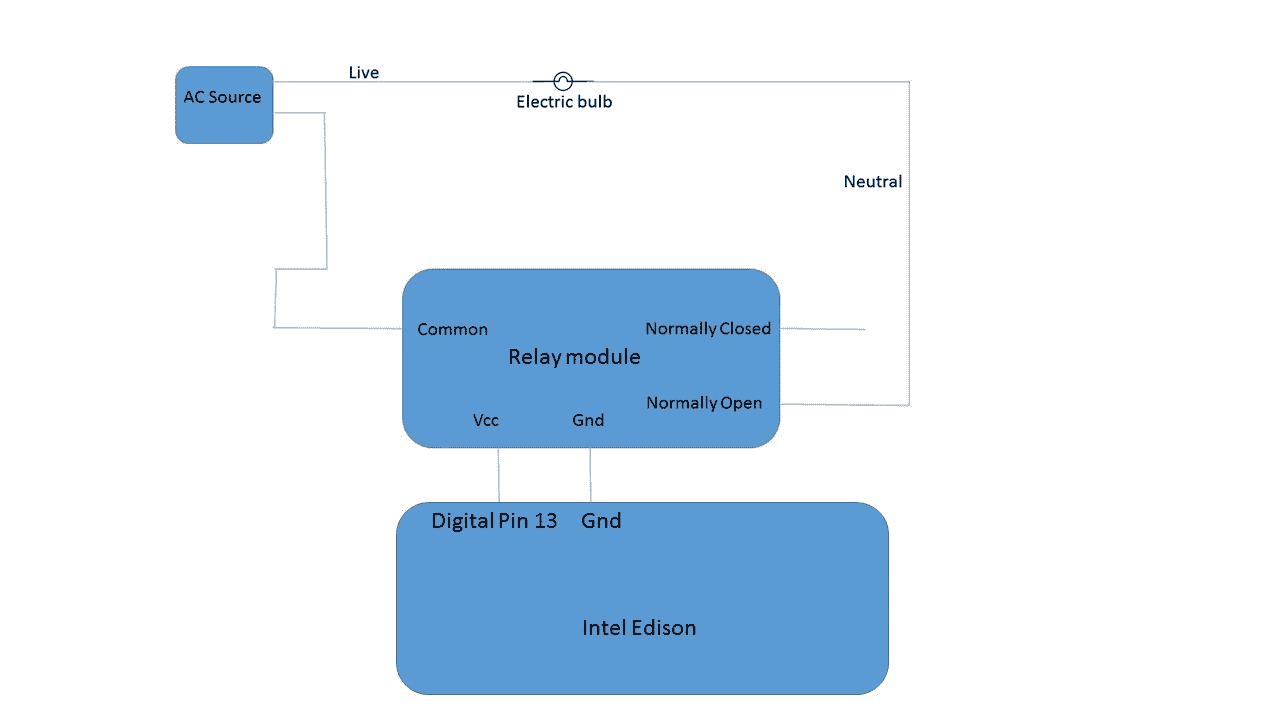 Live
AC Source
Electric bulb
Neutral
Common
Normally Closed
Relay module
Normally Open
Vcc
Gnd
Digital Pin 13
Gnd
Intel Edison